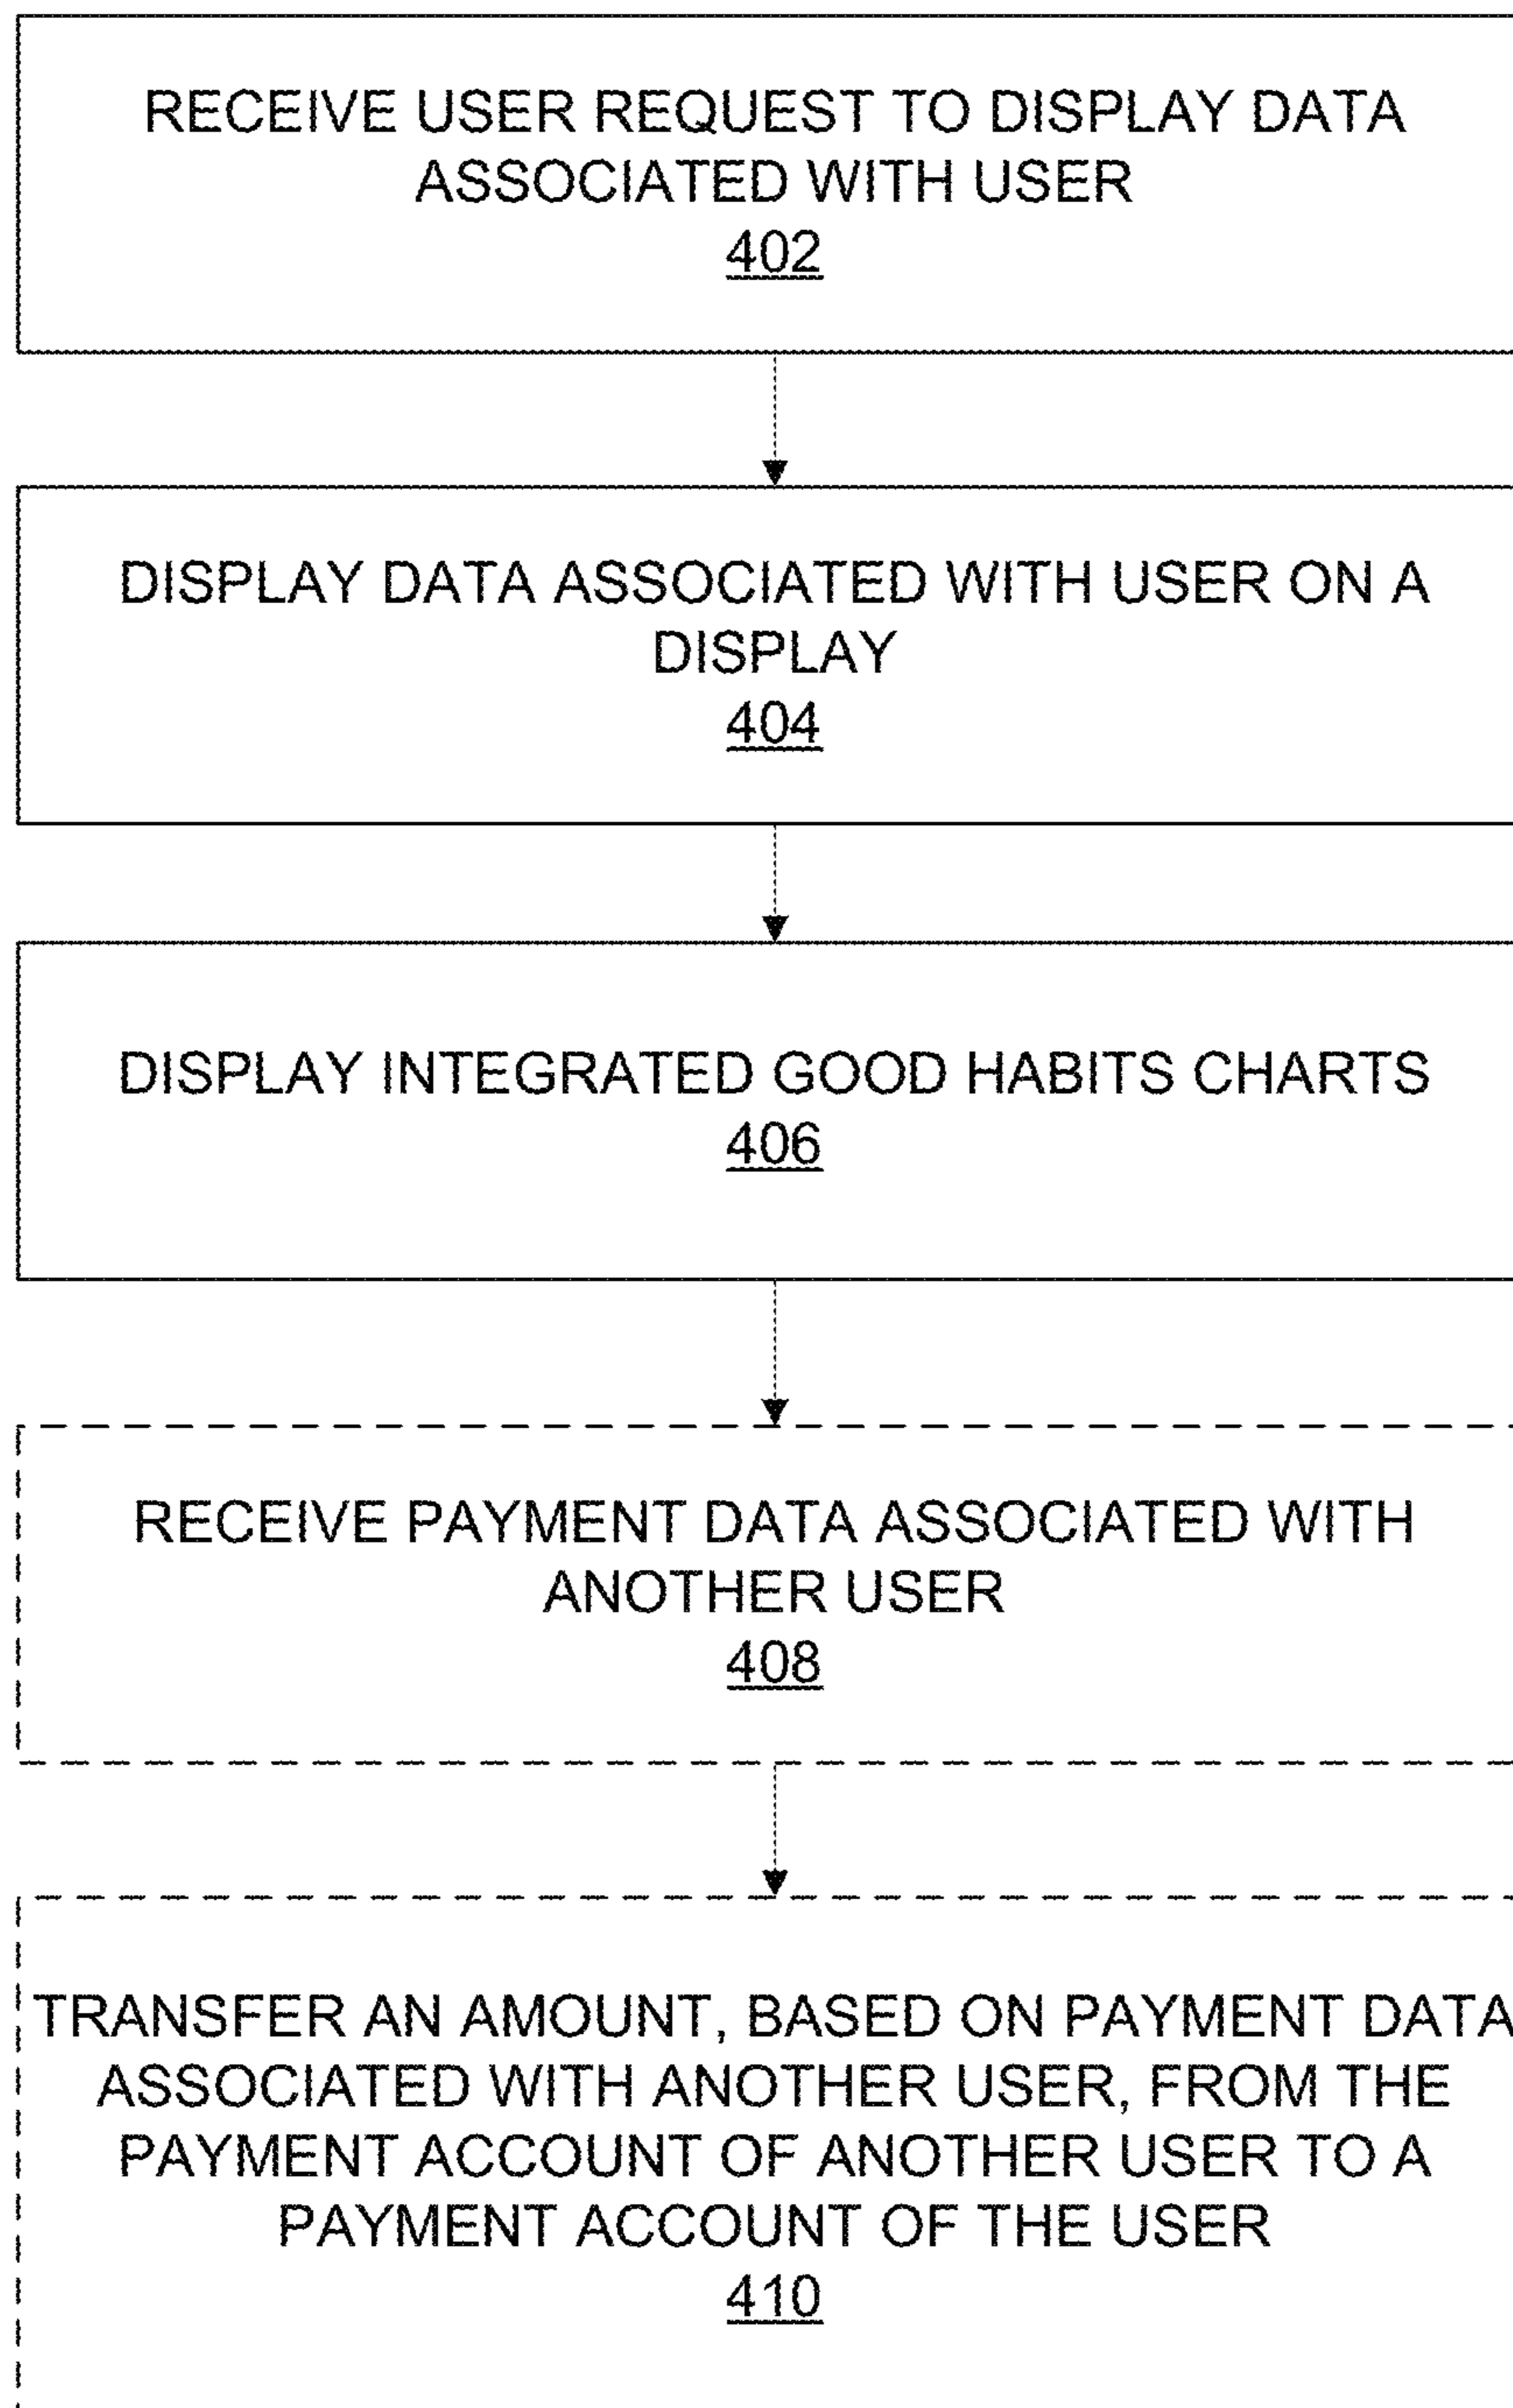 RECEIVE USER REQUEST TO DISPLAY DATA
ASSOCIATED WITH USER
402
DISPLAY DATA ASSOCIATED WITH USER ON A
DISPLAY
404
DISPLAY INTEGRATED GOOD HABITS CHARTS
406
RECEIVE PAYMENT DATA ASSOCIATED WITH
ANOTHER USER
408
TRANSFER AN AMOUNT, BASED ON PAYMENT DATA
ASSOCIATED WITH ANOTHER USER, FROM THE
PAYMENT ACCOUNT OF ANOTHER USER TO A
PAYMENT ACCOUNT OF THE USER
410